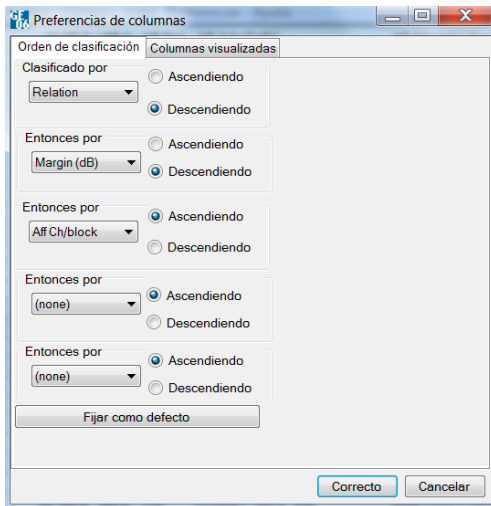 GE 06 Preferencias de columnas
Orden de clasificación Columnas visualizadas
Clasificado por
Relation
Ascendiendo
Descendiendo
Entonces por
Margin (dB)
Ascendiendo
Descendiendo
Entonces por
Aff Ch/block
Ascendiendo
Descendiendo
Entonces por
(none)
Ascendiendo
Descendiendo
Entonces por
(none)
Ascendiendo
Descendiendo
Fijar como defecto
Correcto Cancelar